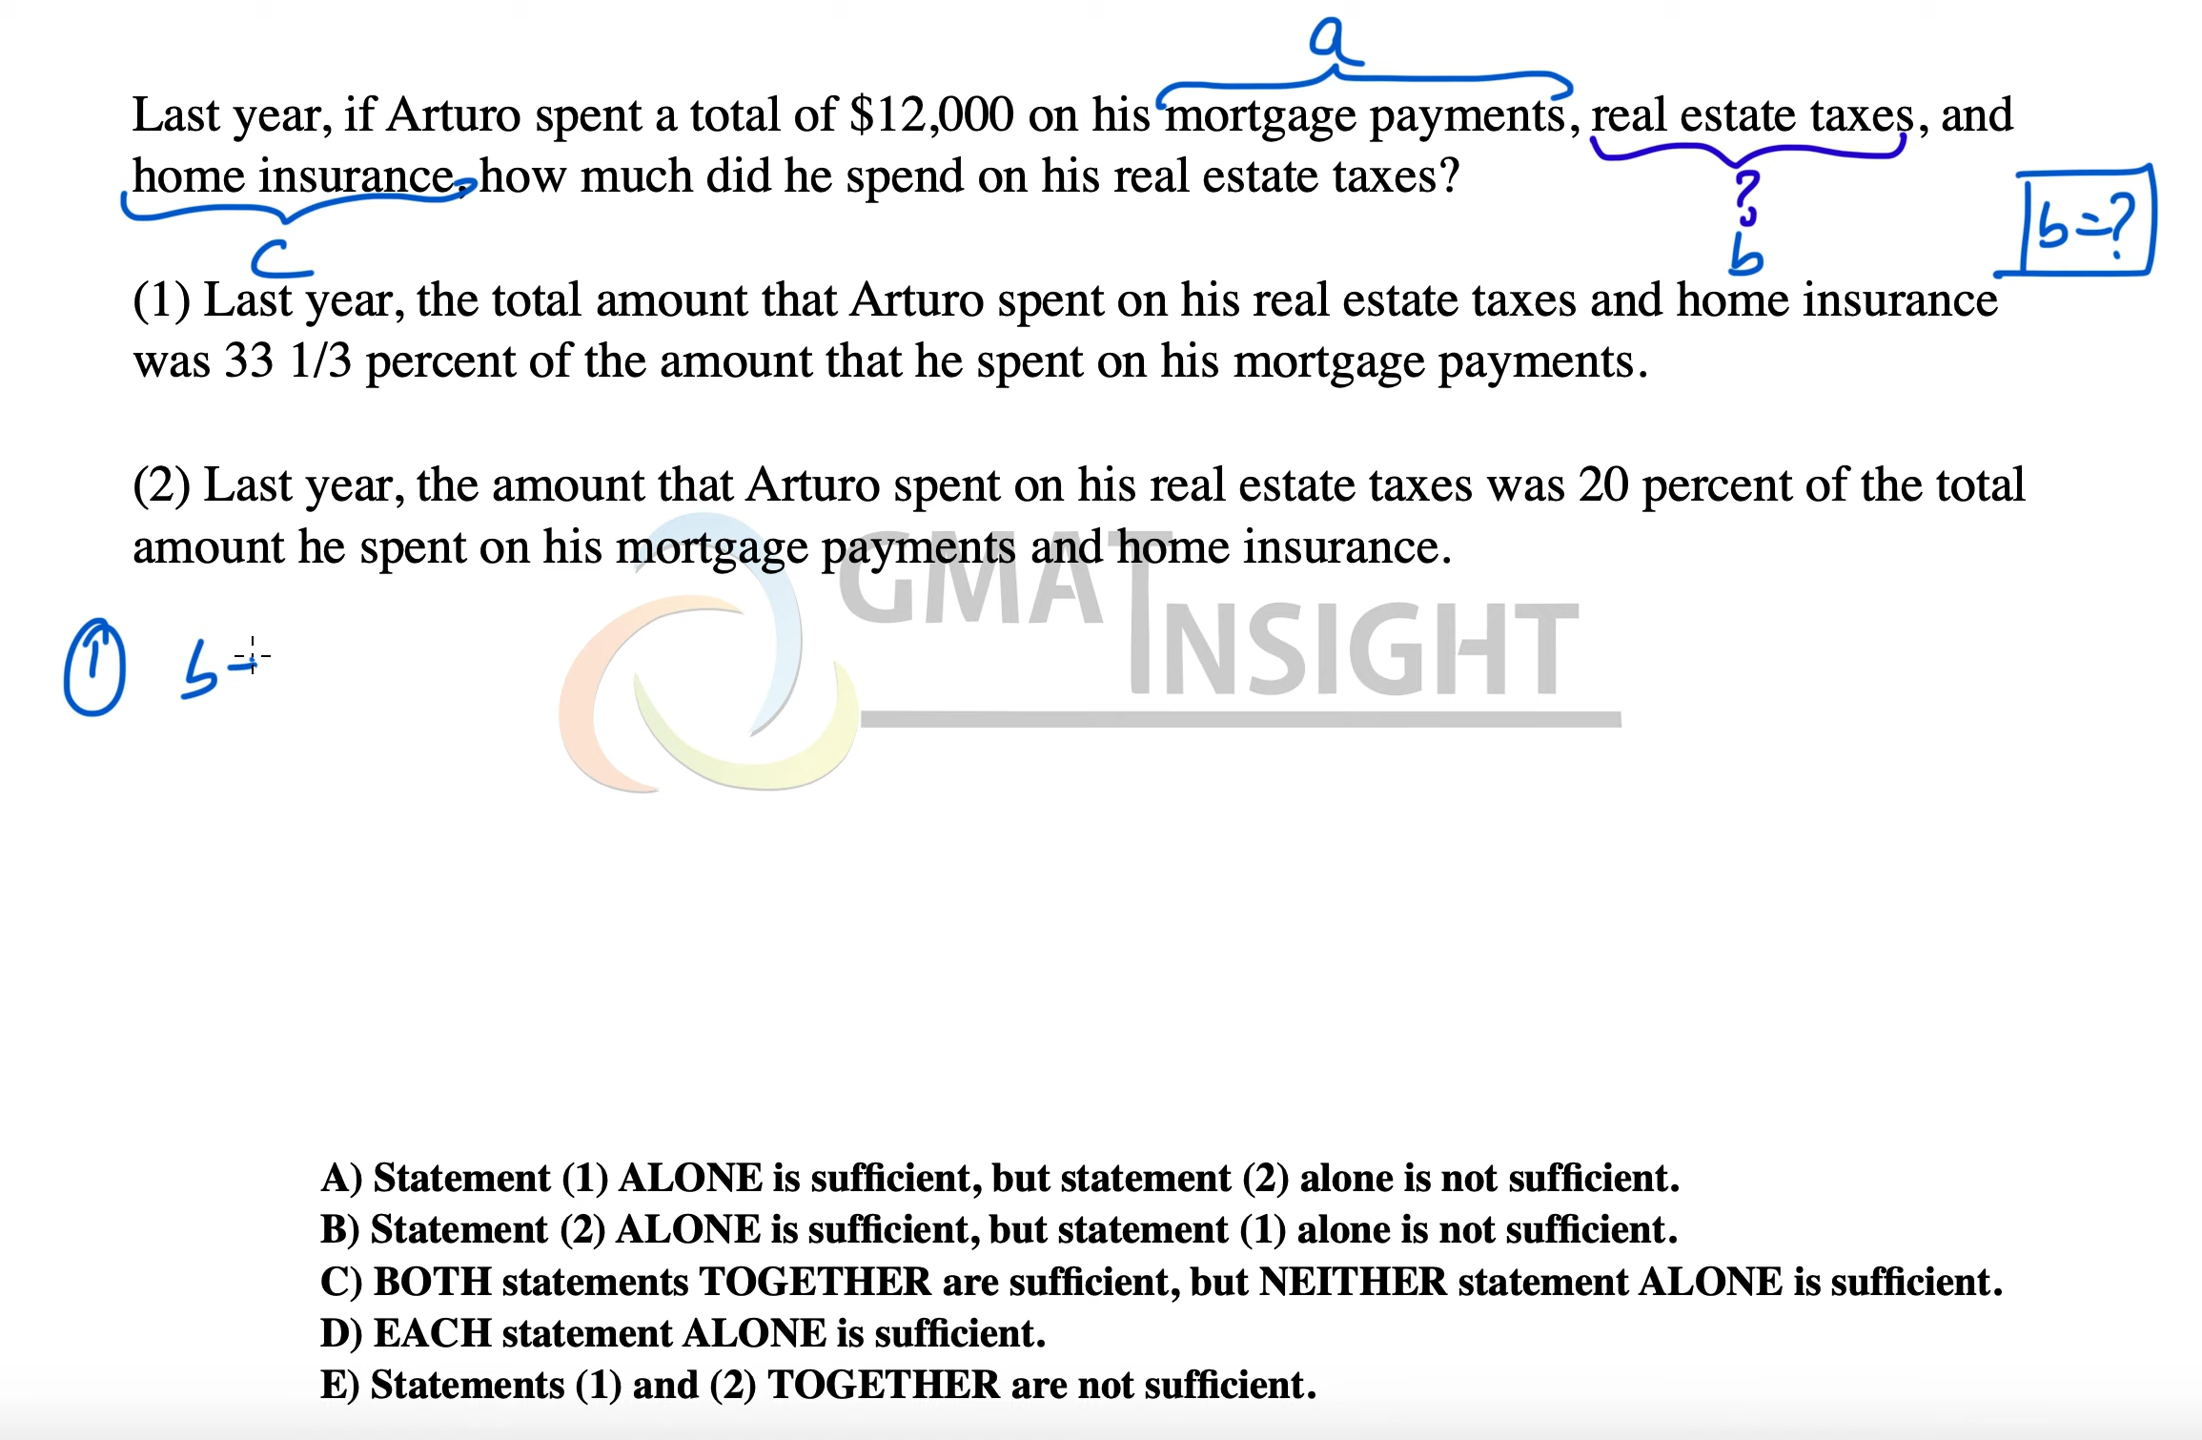 a
Last year, if Arturo spent a total of $12,000 on his mortgage payments, real estate taxes, and
home insurance, how much did he spend on his real estate taxes?
?
b=?
c
b
(1) Last year, the total amount that Arturo spent on his real estate taxes and home insurance
was 33 1/3 percent of the amount that he spent on his mortgage payments.
(2) Last year, the amount that Arturo spent on his real estate taxes was 20 percent of the total
amount he spent on his mortgage payments and home insurance.
GMAT
INSIGHT
1 b=
A) Statement (1) ALONE is sufficient, but statement (2) alone is not sufficient.
B) Statement (2) ALONE is sufficient, but statement (1) alone is not sufficient.
C) BOTH statements TOGETHER are sufficient, but NEITHER statement ALONE is sufficient.
D) EACH statement ALONE is sufficient.
E) Statements (1) and (2) TOGETHER are not sufficient.